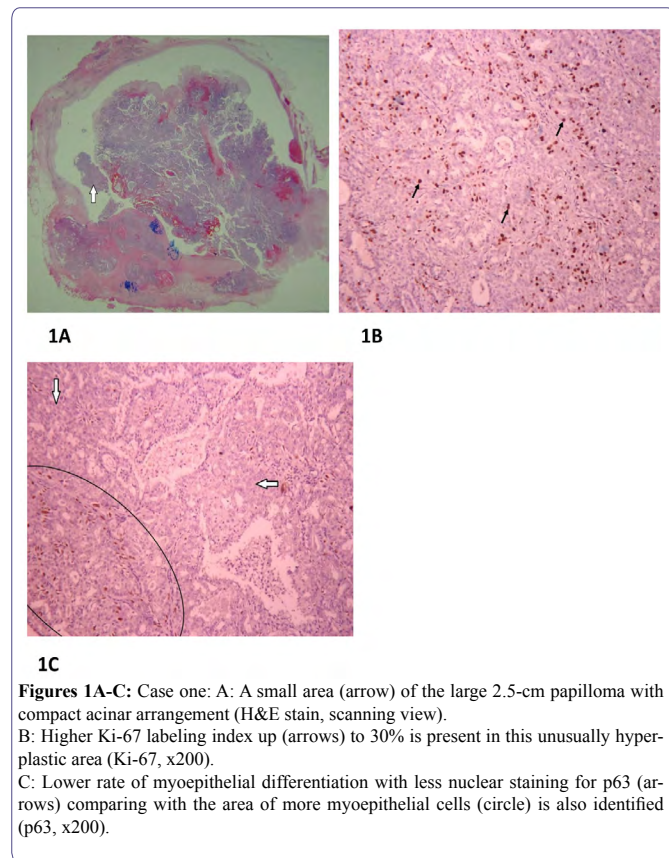 1A
1B
1C
Figures 1A-C: Case one: A: A small area (arrow) of the large 2.5-cm papilloma with
compact acinar arrangement (H&E stain, scanning view).
B: Higher Ki-67 labeling index up (arrows) to 30% is present in this unusually hyper-
plastic area (Ki-67, x200).
C: Lower rate of myoepithelial differentiation with less nuclear staining for p63 (ar-
rows) comparing with the area of more myoepithelial cells (circle) is also identified
(p63, x200).